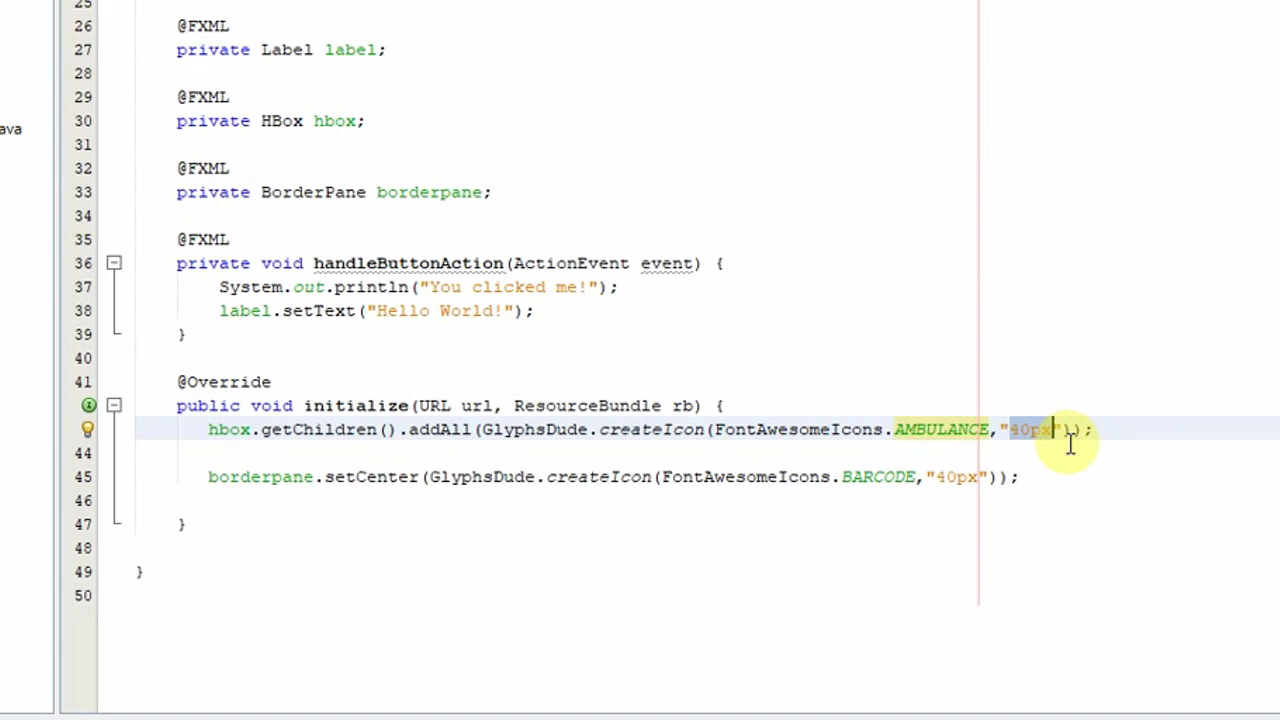 25
26 @FXML
27 private Label label;
28
29 @FXML
ava
30 private HBox hbox;
31
32 @FXML
33 private BorderPane borderpane;
34
35 @FXML
36 private void handleButtonAction(ActionEvent event) {
37 System.out.println("You clicked me!");
38 label.setText("Hello World!");
39 }
40
41 @Override
public void initialize(URL url, ResourceBundle rb) {
hbox.getChildren().addAll(GlyphsDude.createIcon(FontAwesomeIcons.AMBULANCE,"40px"));
44
45 borderpane.setCenter(GlyphsDude.createIcon(FontAwesomeIcons.BARCODE,"40px"));
46
47 }
48
49 }
50